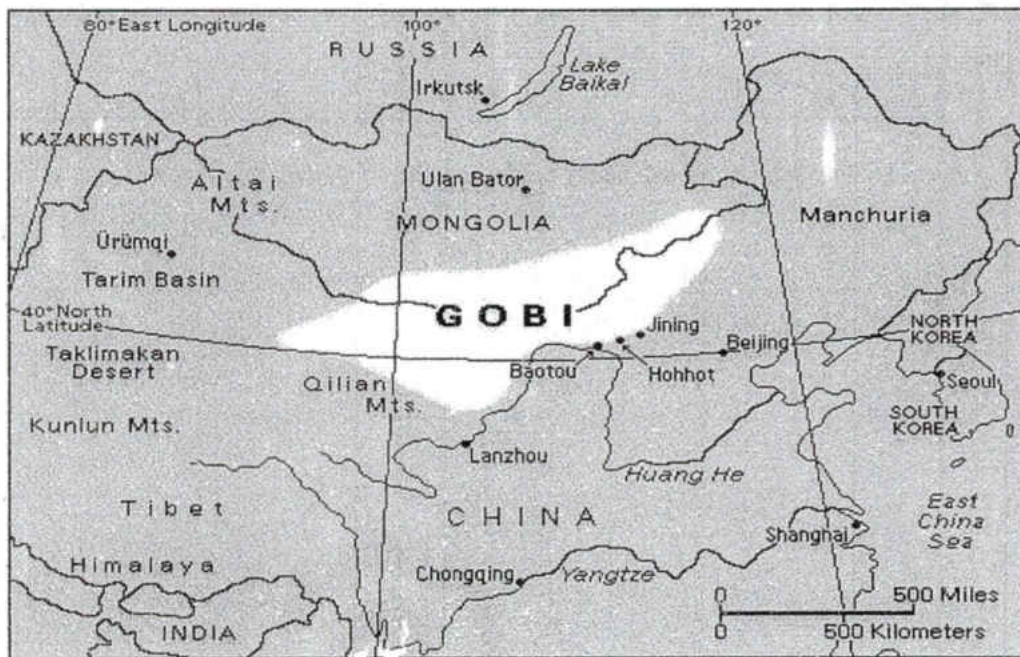 80° East Longitude
100°
120°
RUSSIA
Lake
Baikal
Irkutsk
KAZAKHSTAN
Altai
Mts.
Ulan Bator
MONGOLIA
Manchuria
Ürümqi
Tarim Basin
GOBI
40° North
Latitude
Jining
NORTH
KOREA
Beijing
Taklimakan
Desert
Baotou
Hohhot
Qilian
Mts.
Seoul
SOUTH
KOREA
Kunlun Mts.
Lanzhou
Huang He
Tibet
CHINA
East
China
Sea
Shanghai
Himalaya
Chongqing
Yangtze
0 500 Miles
0 500 Kilometers
INDIA